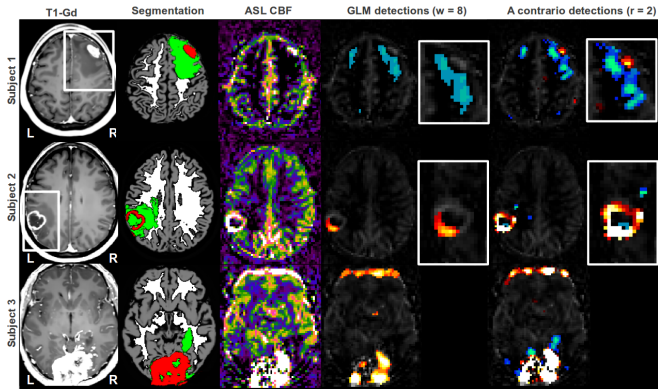 T1-Gd Segmentation ASL CBF GLM detections (w = 8) A contrario detections (r = 2)
Subject 1
L R
Subject 2
L R
Subject 3
L R